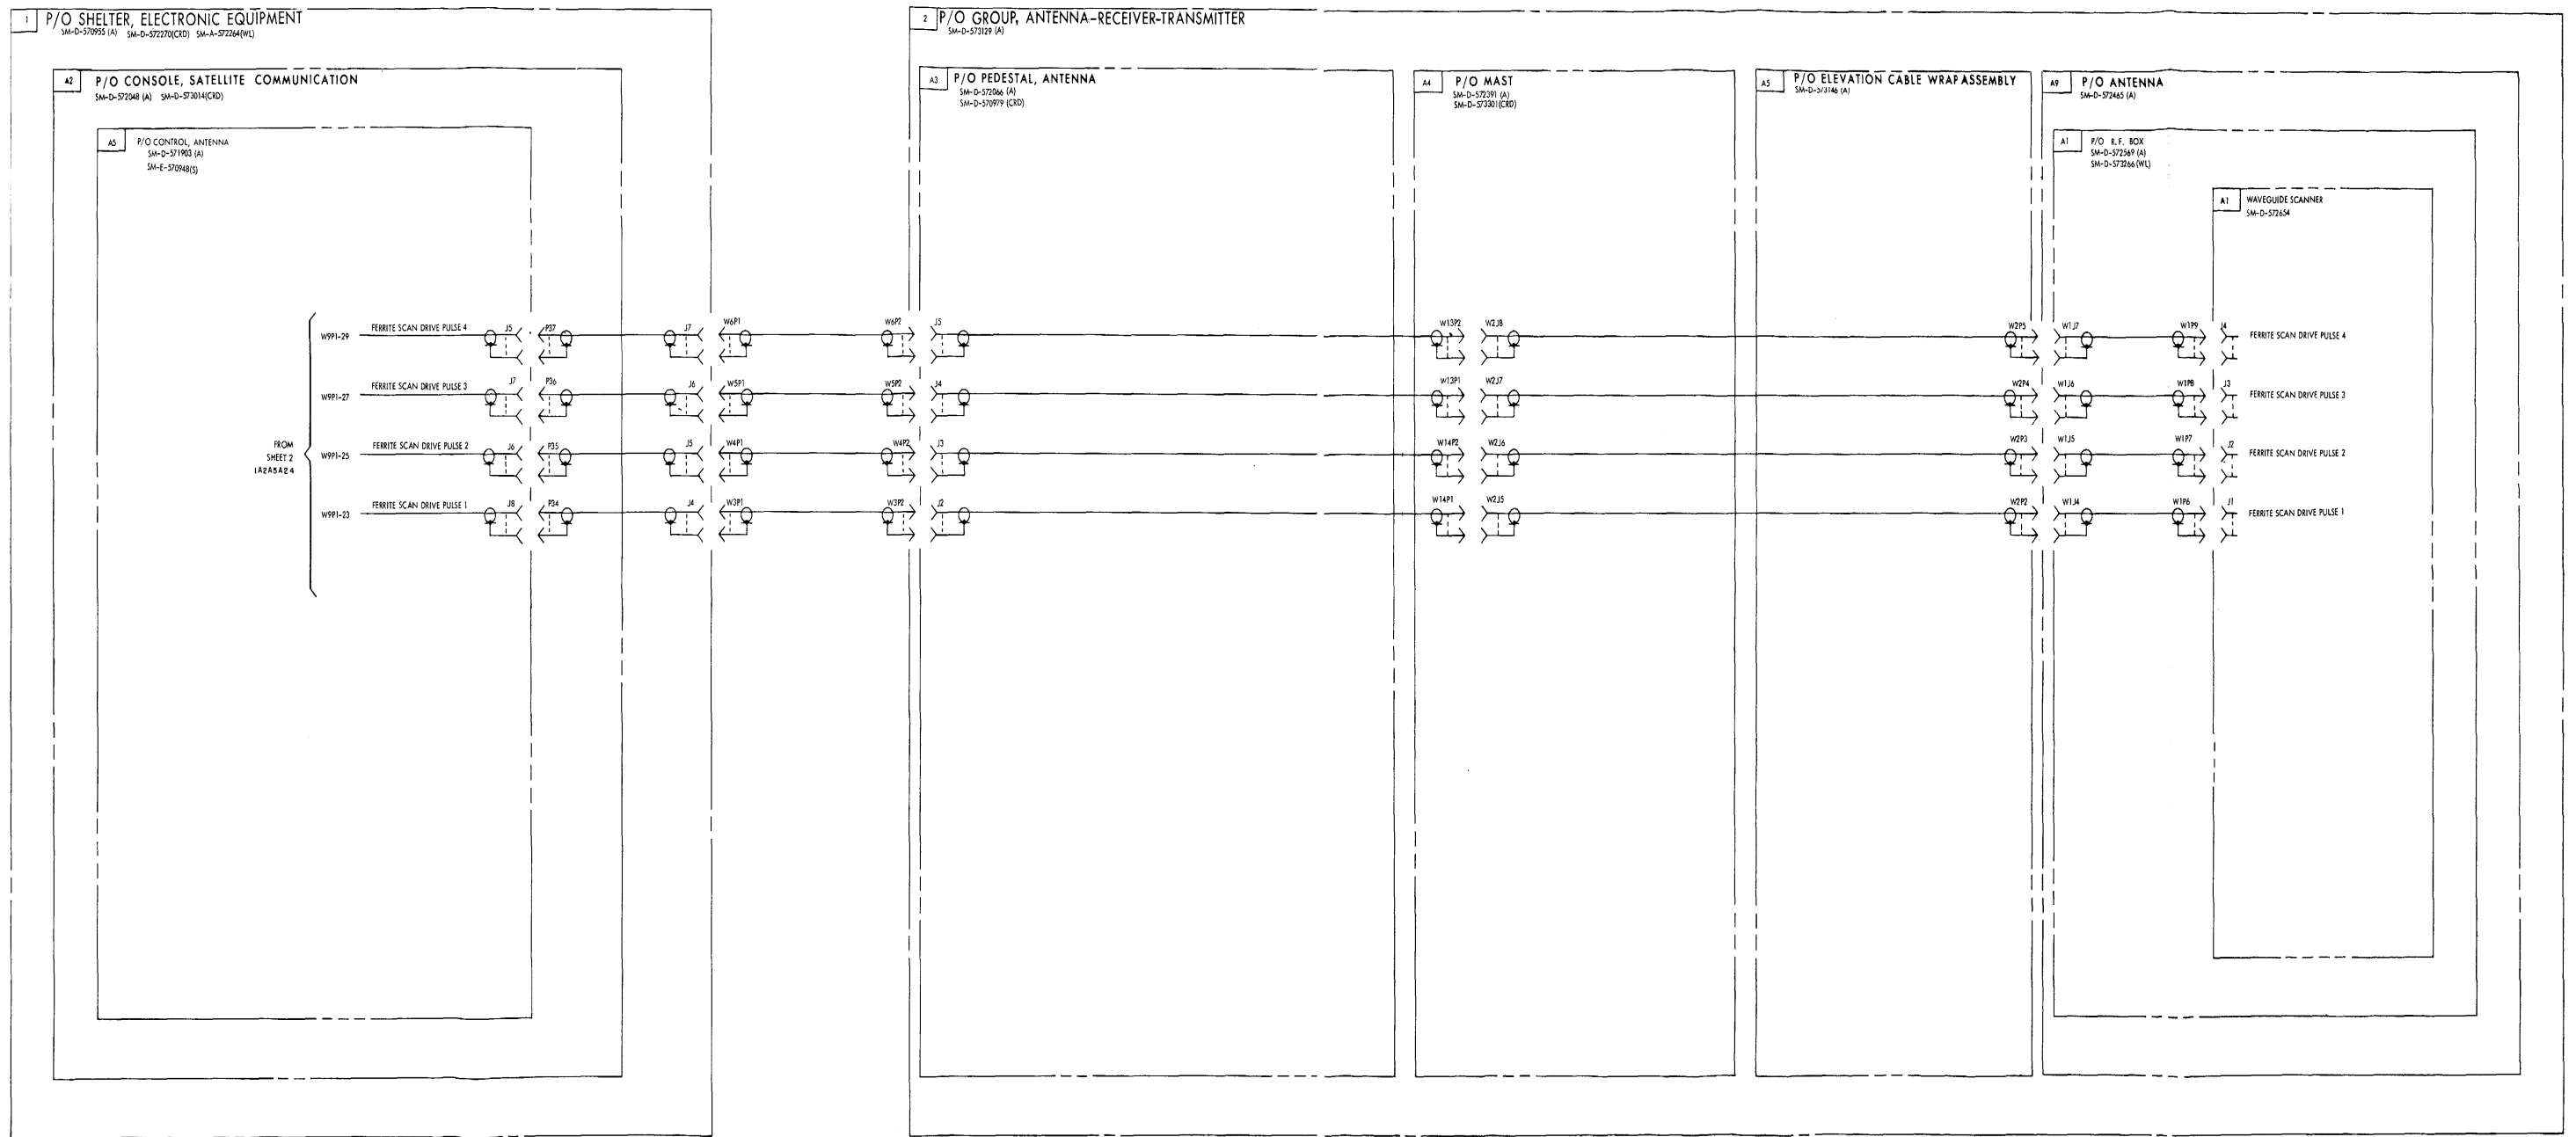 1 P/O SHELTER, ELECTRONIC EQUIPMENT
SM-D-570955 (A) SM-D-572270(CRD) SM-A-572264(WL)
A2 P/O CONSOLE, SATELLITE COMMUNICATION
SM-D-572048 (A) SM-D-573014(CRD)
A5 P/O CONTROL, ANTENNA
SM-D-571903 (A)
SM-E-570948(S)
2 P/O GROUP, ANTENNA-RECEIVER-TRANSMITTER
SM-D-573129 (A)
A3 P/O PEDESTAL, ANTENNA
SM-D-572066 (A)
SM-D-570979 (CRD)
A4 P/O MAST
SM-D-572391 (A)
SM-D-573301(CRD)
A5 P/O ELEVATION CABLE WRAP ASSEMBLY
SM-D-573146 (A)
A9 P/O ANTENNA
SM-D-572465 (A)
A1 P/O R.F. BOX
SM-D-572569 (A)
SM-D-573266(WL)
A1 WAVEGUIDE SCANNER
SM-D-572654
FROM
SHEET 2
1A2A5A24
W9P1-29 FERRITE SCAN DRIVE PULSE 4 J5 P37 J7 W6P1 W6P2 J5 W13P2 W2J8 W2P5 W1J7 W1P9 J4 FERRITE SCAN DRIVE PULSE 4
W9P1-27 FERRITE SCAN DRIVE PULSE 3 J7 P36 J6 W5P1 W5P2 J4 W13P1 W2J7 W2P4 W1J6 W1P8 J3 FERRITE SCAN DRIVE PULSE 3
W9P1-25 FERRITE SCAN DRIVE PULSE 2 J6 P35 J5 W4P1 W4P2 J3 W14P2 W2J6 W2P3 W1J5 W1P7 J2 FERRITE SCAN DRIVE PULSE 2
W9P1-23 FERRITE SCAN DRIVE PULSE 1 J8 P34 J4 W3P1 W3P2 J2 W14P1 W2J5 W2P2 W1J4 W1P6 J1 FERRITE SCAN DRIVE PULSE 1